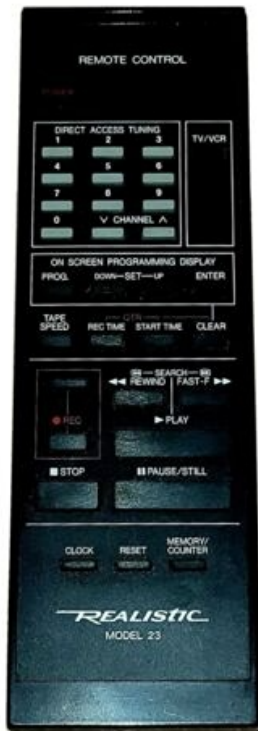 REMOTE CONTROL
POWER
DIRECT ACCESS TUNING
1 2 3 TV/VCR
4 5 6
7 8 9
0 ∨ CHANNEL ∧
ON SCREEN PROGRAMMING DISPLAY
PROG. DOWN—SET—UP ENTER
QTR
TAPE SPEED REC TIME START TIME CLEAR
SEARCH
◀◀ REWIND FAST-F ▶▶
● REC ▶ PLAY
■ STOP ❚❚ PAUSE/STILL
CLOCK RESET MEMORY/COUNTER
REALISTIC
MODEL 23